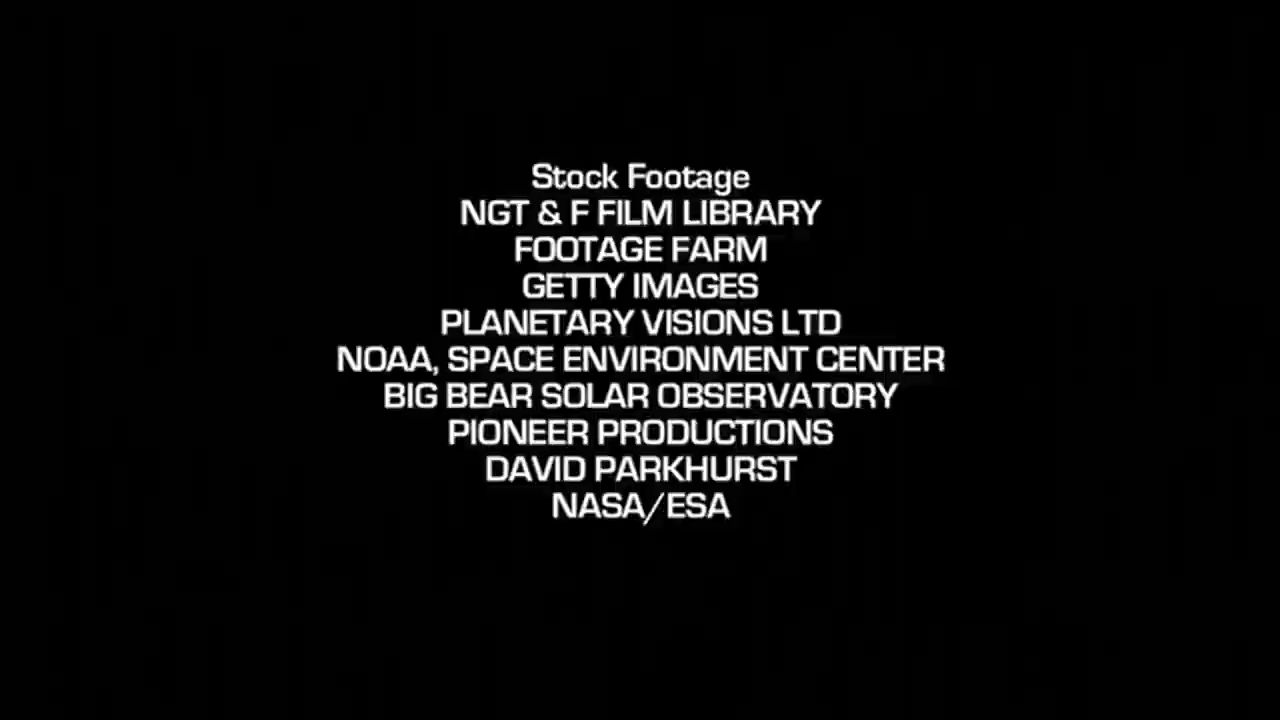 Stock Footage
NGT & F FILM LIBRARY
FOOTAGE FARM
GETTY IMAGES
PLANETARY VISIONS LTD
NOAA, SPACE ENVIRONMENT CENTER
BIG BEAR SOLAR OBSERVATORY
PIONEER PRODUCTIONS
DAVID PARKHURST
NASA/ESA